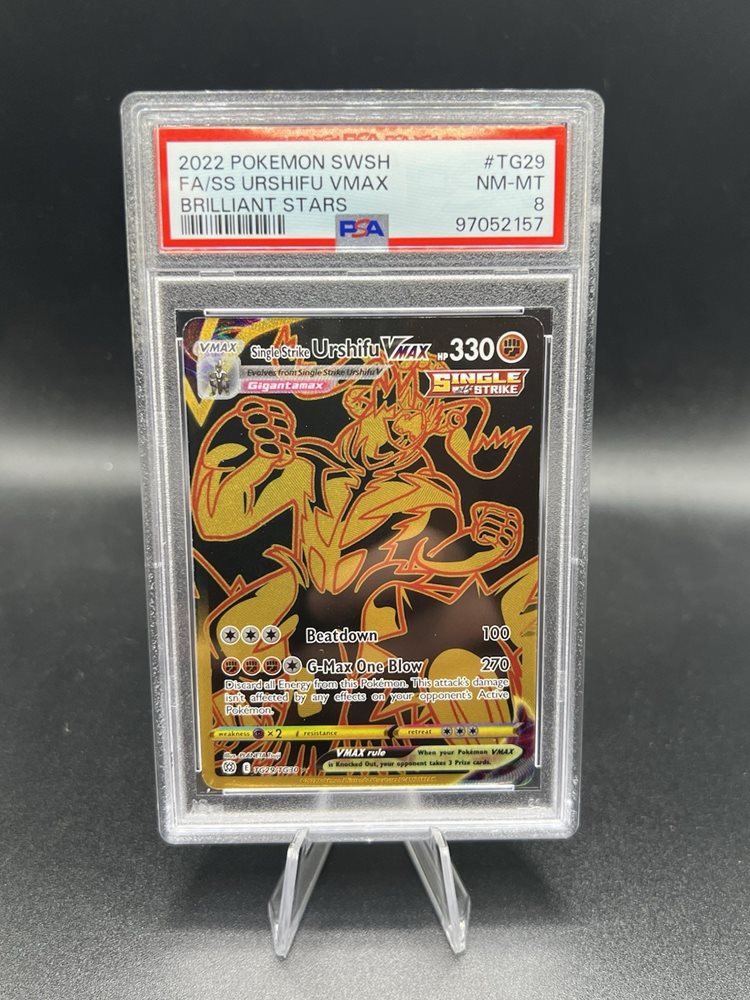 2022 POKEMON SWSH #TG29
FA/SS URSHIFU VMAX NM-MT
BRILLIANT STARS 8
PSA 97052157
VMAX Single Strike Urshifu VMAX HP 330
Evolves from Single Strike Urshifu V
Gigantamax
SINGLE STRIKE
Beatdown 100
G-Max One Blow 270
Discard all Energy from this Pokémon. This attack's damage
isn't affected by any effects on your opponent's Active
Pokémon.
weakness ×2 resistance retreat
Illus. PLANETA Tsuji
VMAX rule When your Pokémon VMAX
is Knocked Out, your opponent takes 3 Prize cards.
E TG29/TG30